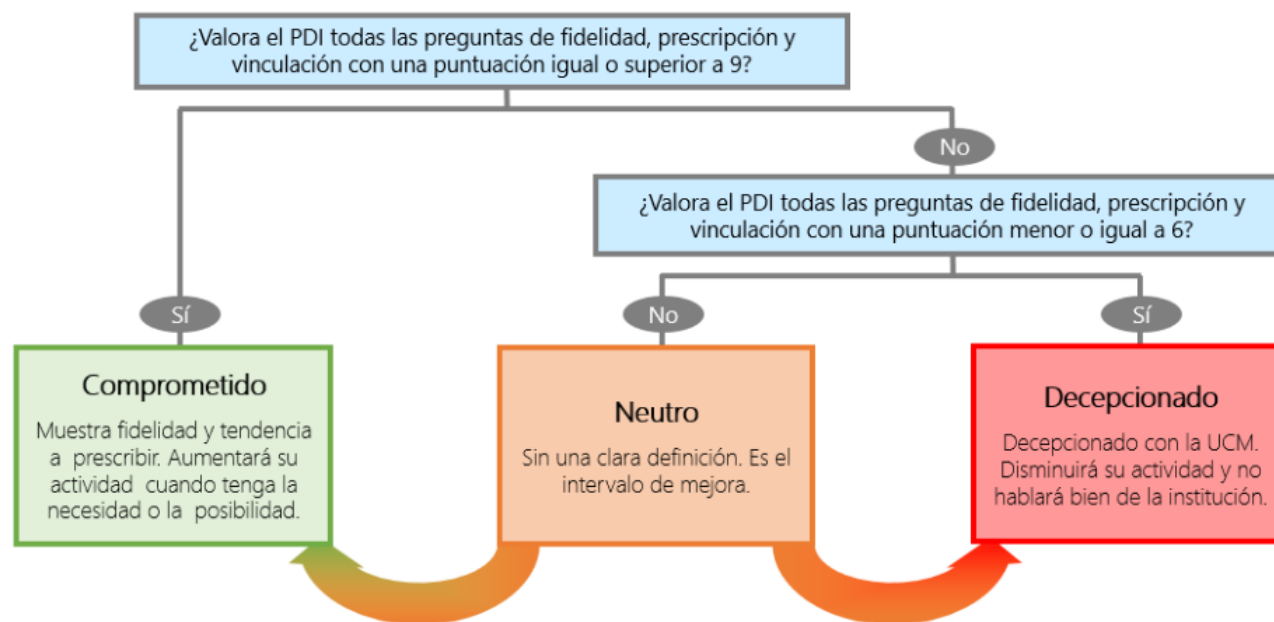 ¿Valora el PDI todas las preguntas de fidelidad, prescripción y
vinculación con una puntuación igual o superior a 9?
No
¿Valora el PDI todas las preguntas de fidelidad, prescripción y
vinculación con una puntuación menor o igual a 6?
Sí
No
Sí
Comprometido
Muestra fidelidad y tendencia
a prescribir. Aumentará su
actividad cuando tenga la
necesidad o la posibilidad.
Neutro
Sin una clara definición. Es el
intervalo de mejora.
Decepcionado
Decepcionado con la UCM.
Disminuirá su actividad y no
hablará bien de la institución.